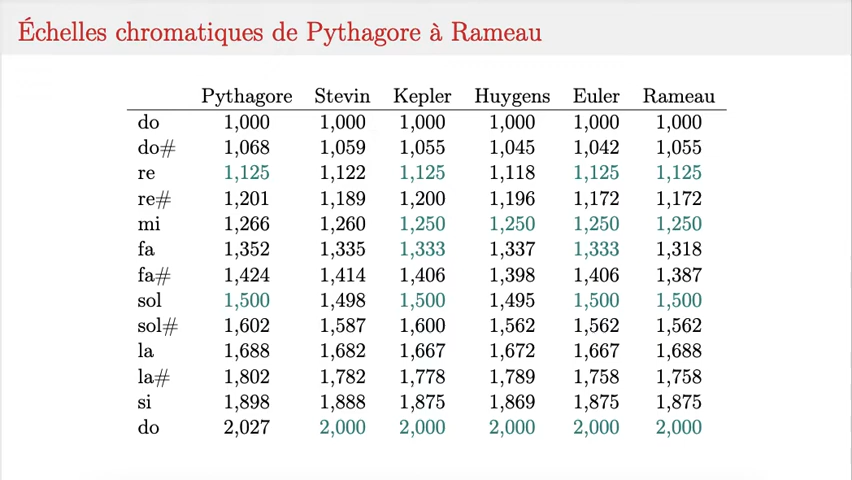 Échelles chromatiques de Pythagore à Rameau
Pythagore Stevin Kepler Huygens Euler Rameau
do 1,000 1,000 1,000 1,000 1,000 1,000
do# 1,068 1,059 1,055 1,045 1,042 1,055
re 1,125 1,122 1,125 1,118 1,125 1,125
re# 1,201 1,189 1,200 1,196 1,172 1,172
mi 1,266 1,260 1,250 1,250 1,250 1,250
fa 1,352 1,335 1,333 1,337 1,333 1,318
fa# 1,424 1,414 1,406 1,398 1,406 1,387
sol 1,500 1,498 1,500 1,495 1,500 1,500
sol# 1,602 1,587 1,600 1,562 1,562 1,562
la 1,688 1,682 1,667 1,672 1,667 1,688
la# 1,802 1,782 1,778 1,789 1,758 1,758
si 1,898 1,888 1,875 1,869 1,875 1,875
do 2,027 2,000 2,000 2,000 2,000 2,000